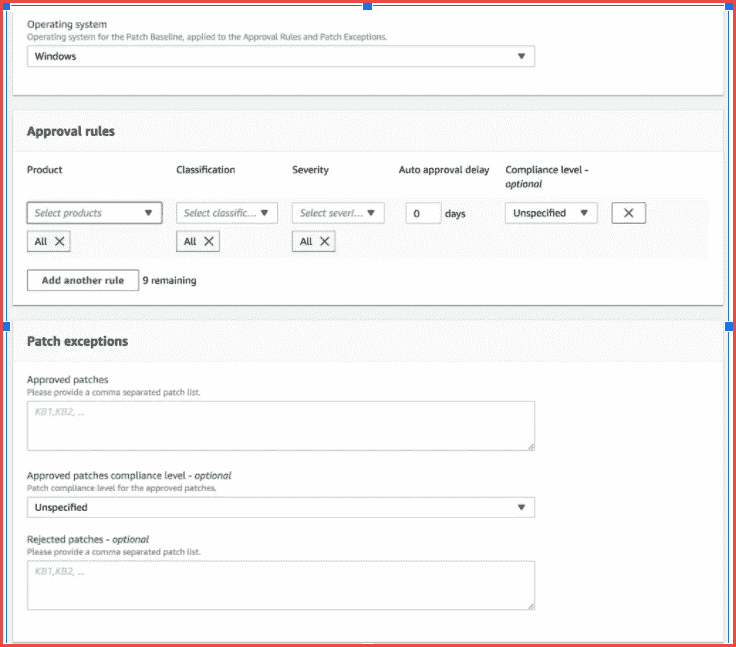 Operating system
Operating system for the Patch Baseline, applied to the Approval Rules and Patch Exceptions.
Windows
Approval rules
Product Classification Severity Auto approval delay Compliance level - optional
Select products Select classific... Select severi... 0 days Unspecified
All All All
Add another rule 9 remaining
Patch exceptions
Approved patches
Please provide a comma separated patch list.
KB1,KB2, ...
Approved patches compliance level - optional
Patch compliance level for the approved patches.
Unspecified
Rejected patches - optional
Please provide a comma separated patch list.
KB1,KB2, ...